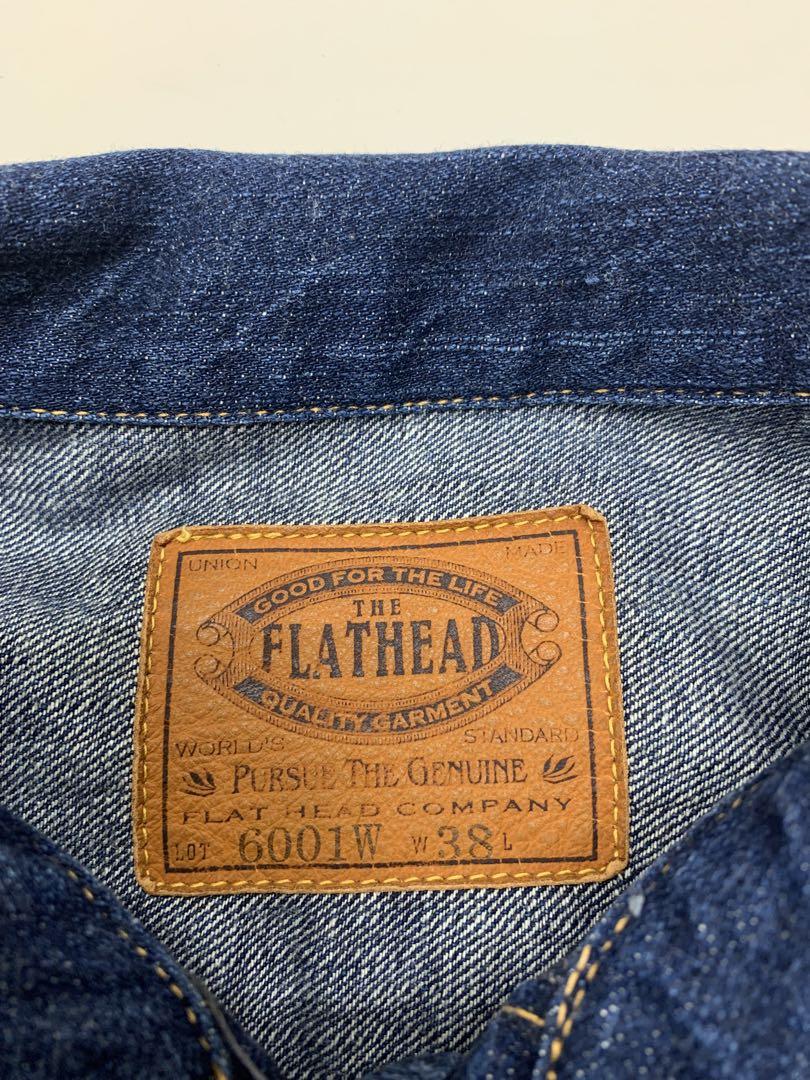 UNION MADE
GOOD FOR THE LIFE
THE
FLATHEAD
QUALITY GARMENT
WORLD'S STANDARD
PURSUE THE GENUINE
FLAT HEAD COMPANY
LOT 6001W W 38 L